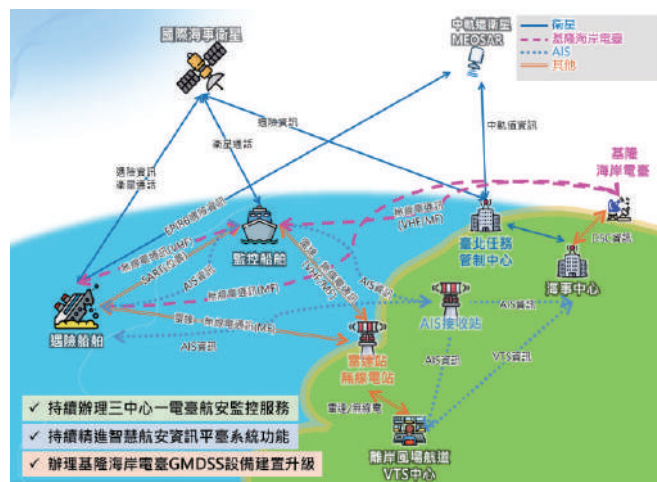 國際海事衛星
中軌道衛星
MEOSAR
衛星
基隆海岸電臺
AIS
其他
遇險資訊
衛星通話
中軌道資訊
遇險資訊
衛星通話
EPIRB遇險資訊
基隆
海岸電臺
無線電通訊
(VHF/MF)
無線電通訊(VMF)
SART(位置)
監控船舶
臺北任務
管制中心
DSC資訊
海事中心
AIS資訊
無線電通訊(MF)
雷達、無線電通訊
(VHF/MF)
AIS資訊
遇險船舶
雷達、無線電通訊(MF)
AIS資訊
AIS接收站
AIS資訊
雷達站
無線電站
AIS資訊
VTS資訊
雷達/無線電
離岸風場航道
VTS中心
✓ 持續辦理三中心一電臺航安監控服務
✓ 持續精進智慧航安資訊平臺系統功能
✓ 辦理基隆海岸電臺GMDSS設備建置升級